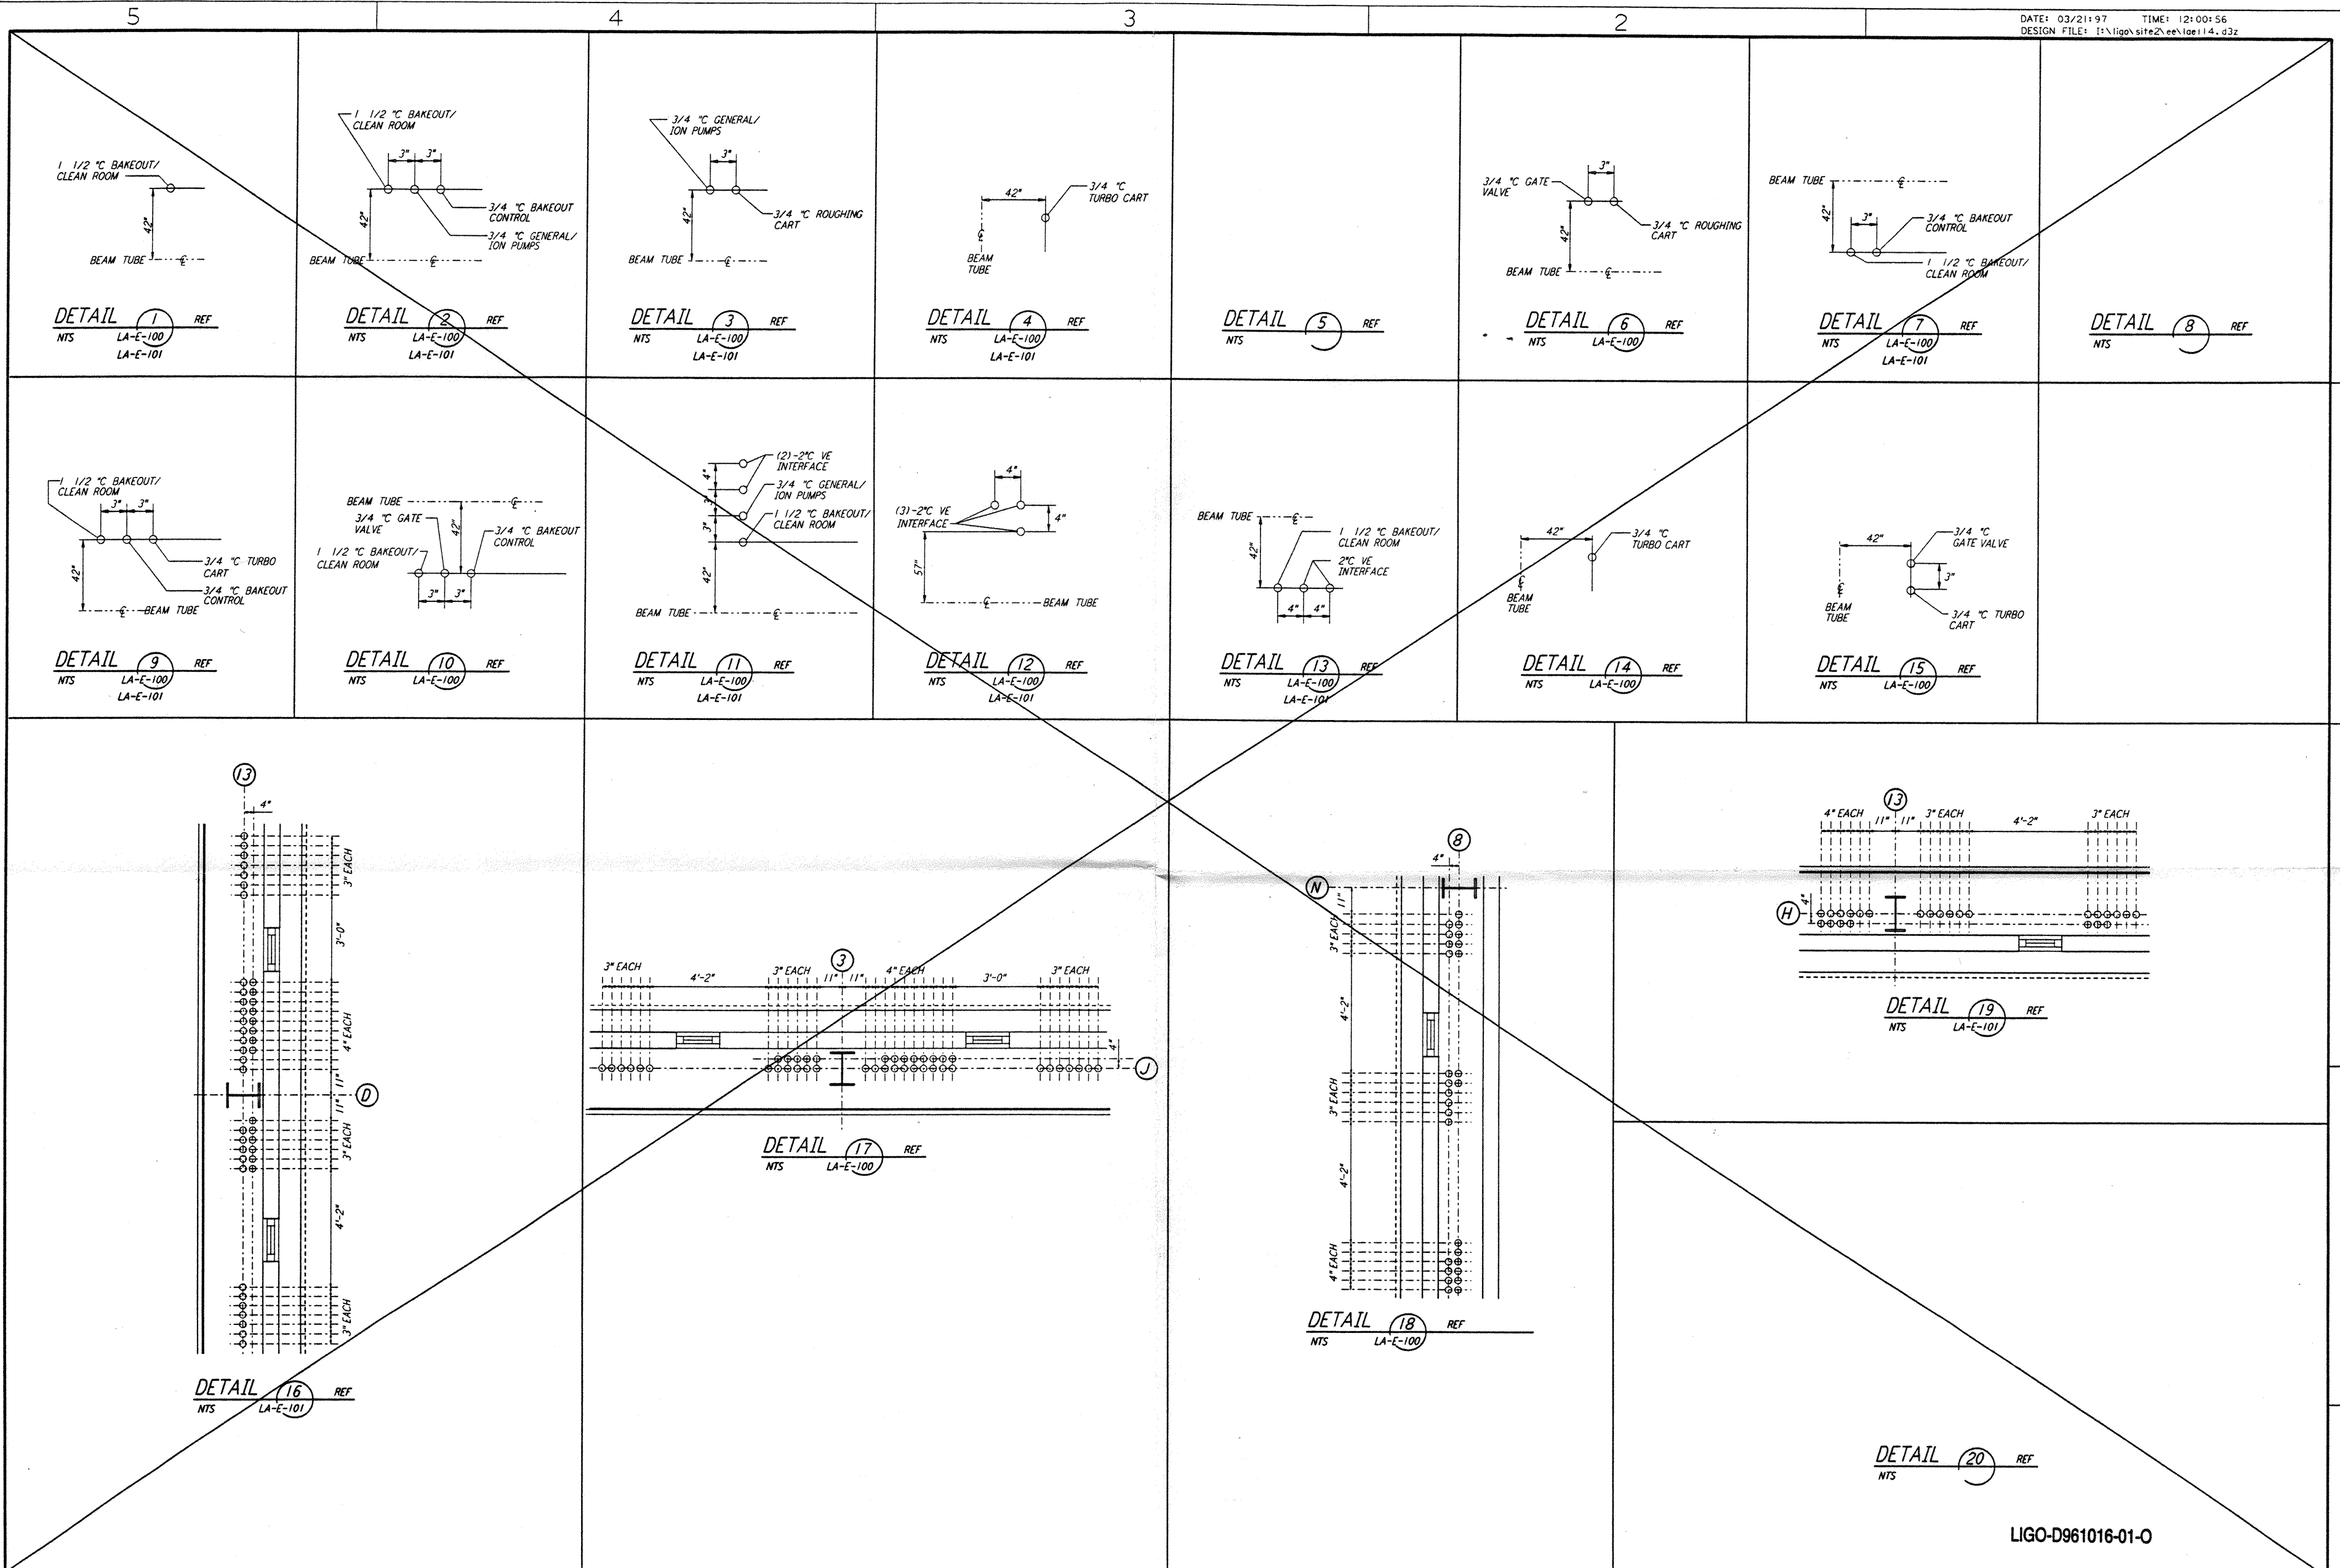 5
4
3
2
DATE: 03/21:97 TIME: 12:00:56
DESIGN FILE: I:\ligo\site2\ee\lae114.d3z
1 1/2 "C BAKEOUT/
CLEAN ROOM
42"
BEAM TUBE
DETAIL 1 REF
NTS LA-E-100
LA-E-101
1 1/2 "C BAKEOUT/
CLEAN ROOM
3" 3"
42"
3/4 "C BAKEOUT
CONTROL
3/4 "C GENERAL/
ION PUMPS
BEAM TUBE
DETAIL 2 REF
NTS LA-E-100
LA-E-101
3/4 "C GENERAL/
ION PUMPS
3"
42"
3/4 "C ROUGHING
CART
BEAM TUBE
DETAIL 3 REF
NTS LA-E-100
LA-E-101
42"
3/4 "C
TURBO CART
BEAM
TUBE
DETAIL 4 REF
NTS LA-E-100
LA-E-101
DETAIL 5 REF
NTS
3"
3/4 "C GATE
VALVE
42"
3/4 "C ROUGHING
CART
BEAM TUBE
DETAIL 6 REF
NTS LA-E-100
BEAM TUBE
42"
3"
3/4 "C BAKEOUT
CONTROL
1 1/2 "C BAKEOUT/
CLEAN ROOM
DETAIL 7 REF
NTS LA-E-100
LA-E-101
DETAIL 8 REF
NTS
1 1/2 "C BAKEOUT/
CLEAN ROOM
3" 3"
42"
3/4 "C TURBO
CART
3/4 "C BAKEOUT
CONTROL
BEAM TUBE
DETAIL 9 REF
NTS LA-E-100
LA-E-101
BEAM TUBE
3/4 "C GATE
VALVE
42"
3/4 "C BAKEOUT
CONTROL
1 1/2 "C BAKEOUT/
CLEAN ROOM
3" 3"
DETAIL 10 REF
NTS LA-E-100
(2)-2"C VE
INTERFACE
4"
3/4 "C GENERAL/
ION PUMPS
3"
1 1/2 "C BAKEOUT/
CLEAN ROOM
3"
42"
BEAM TUBE
DETAIL 11 REF
NTS LA-E-100
LA-E-101
4"
(3)-2"C VE
INTERFACE
4"
57"
BEAM TUBE
DETAIL 12 REF
NTS LA-E-100
LA-E-101
BEAM TUBE
42"
1 1/2 "C BAKEOUT/
CLEAN ROOM
2"C VE
INTERFACE
4" 4"
DETAIL 13 REF
NTS LA-E-100
LA-E-101
42"
3/4 "C
TURBO CART
BEAM
TUBE
DETAIL 14 REF
NTS LA-E-100
42"
3/4 "C
GATE VALVE
3"
BEAM
TUBE
3/4 "C TURBO
CART
DETAIL 15 REF
NTS LA-E-100
13
4"
3" EACH
3'-0"
4" EACH
11"
D
11"
3" EACH
4'-2"
3" EACH
DETAIL 16 REF
NTS LA-E-101
3
3" EACH 4'-2" 3" EACH 11" 11" 4" EACH 3'-0" 3" EACH
4"
J
DETAIL 17 REF
NTS LA-E-100
8
4"
N
11"
3" EACH
4'-2"
3" EACH
4'-2"
4" EACH
DETAIL 18 REF
NTS LA-E-100
13
4" EACH 11" 11" 3" EACH 4'-2" 3" EACH
4"
H
DETAIL 19 REF
NTS LA-E-101
DETAIL 20 REF
NTS
LIGO-D961016-01-O